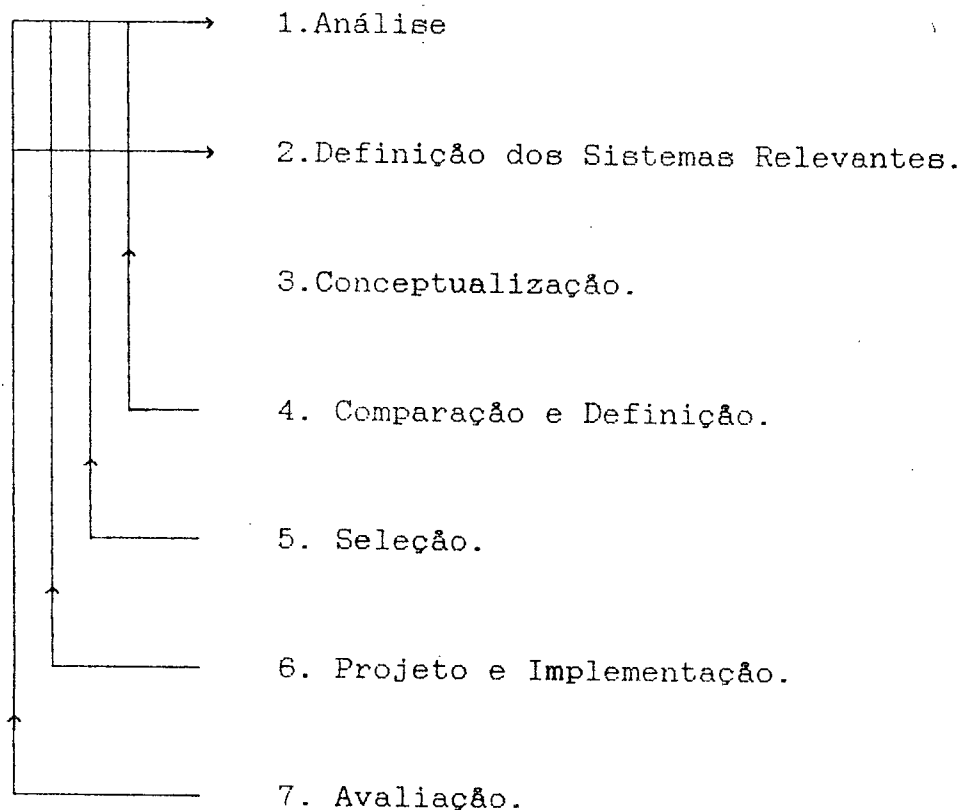 1.Análise
2.Definição dos Sistemas Relevantes.
3.Conceptualização.
4. Comparação e Definição.
5. Seleção.
6. Projeto e Implementação.
7. Avaliação.